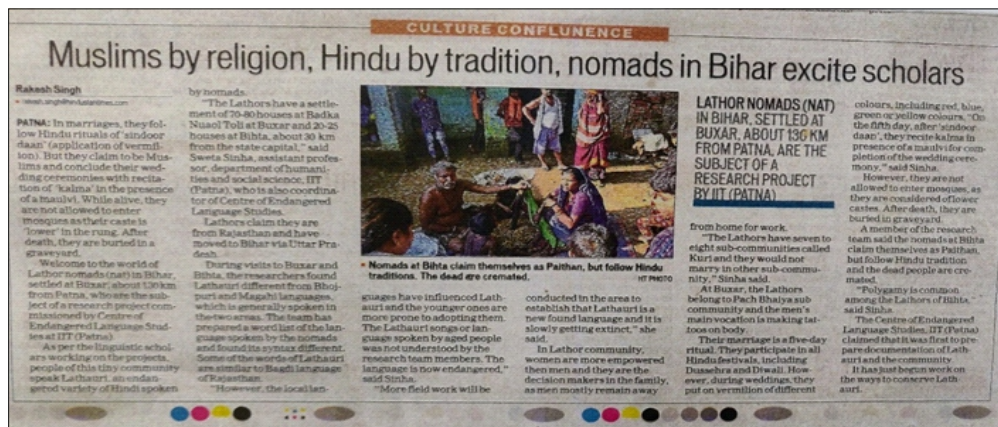 CULTURE CONFLUNENCE
Muslims by religion, Hindu by tradition, nomads in Bihar excite scholars
Rakesh Singh
rakesh.singh@hindustantimes.com
PATNA: In marriages, they fol-
low Hindu rituals of 'sindoor
daan' (application of vermil-
ion). But they claim to be Mus-
lims and conclude their wed-
ding ceremonies with recita-
tion of 'kalma' in the presence
of a maulvi. While alive, they
are not allowed to enter
mosques as their caste is
'lower' in the rung. After
death, they are buried in a
graveyard.
Welcome to the world of
Lathor nomads (nat) in Bihar,
settled at Buxar, about 130 km
from Patna, who are the sub-
ject of a research project com-
missioned by Centre of
Endangered Language Stud-
ies at IIT (Patna).
As per the linguistic schol-
ars working on the projects,
people of this tiny community
speak Lathauri, an endan-
gered variety of Hindi spoken
by nomads.
"The Lathors have a settle-
ment of 70-80 houses at Badka
Nuaol Toli at Buxar and 20-25
houses at Bihta, about 30 km
from the state capital," said
Sweta Sinha, assistant profes-
sor, department of humani-
ties and social science, IIT
(Patna), who is also coordina-
tor of Centre of Endangered
Language Studies.
Lathors claim they are
from Rajasthan and have
moved to Bihar via Uttar Pra-
desh.
During visits to Buxar and
Bihta, the researchers found
Lathauri different from Bhoj-
puri and Magahi languages,
which is generally spoken in
the two areas. The team has
prepared a word list of the lan-
guage spoken by the nomads
and found its syntax different.
Some of the words of Lathauri
are similar to Bagdi language
of Rajasthan.
"However, the local lan-
Nomads at Bihta claim themselves as Paithan, but follow Hindu
traditions. The dead are cremated. HT PHOTO
guages have influenced Lath-
auri and the younger ones are
more prone to adopting them.
The Lathauri songs or lan-
guage spoken by aged people
was not understood by the
research team members. The
language is now endangered,"
said Sinha.
"More field work will be
conducted in the area to
establish that Lathauri is a
new found language and it is
slowly getting extinct," she
said.
In Lathor community,
women are more empowered
then men and they are the
decision makers in the family,
as men mostly remain away
LATHOR NOMADS (NAT)
IN BIHAR, SETTLED AT
BUXAR, ABOUT 136 KM
FROM PATNA, ARE THE
SUBJECT OF A
RESEARCH PROJECT
BY IIT (PATNA)
from home for work.
"The Lathors have seven to
eight sub-communities called
Kuri and they would not
marry in other sub-commu-
nity," Sinha said.
At Buxar, the Lathors
belong to Pach Bhaiya sub
community and the men's
main vocation is making tat-
toos on body.
Their marriage is a five-day
ritual. They participate in all
Hindu festivals, including
Dussehra and Diwali. How-
ever, during weddings, they
put on vermilion of different
colours, including red, blue,
green or yellow colours. "On
the fifth day, after 'sindoor
daan', they recite kalma in
presence of a maulvi for com-
pletion of the wedding cere-
mony," said Sinha.
However, they are not
allowed to enter mosques, as
they are considered of lower
castes. After death, they are
buried in graveyard.
A member of the research
team said the nomads at Bihta
claim themselves as Paithan,
but follow Hindu tradition
and the dead people are cre-
mated.
"Polygamy is common
among the Lathors of Bihta,"
said Sinha.
The Centre of Endangered
Language Studies, IIT (Patna)
claimed that it was first to pre-
pare documentation of Lath-
auri and the community.
It has just begun work on
the ways to conserve Lath-
auri.